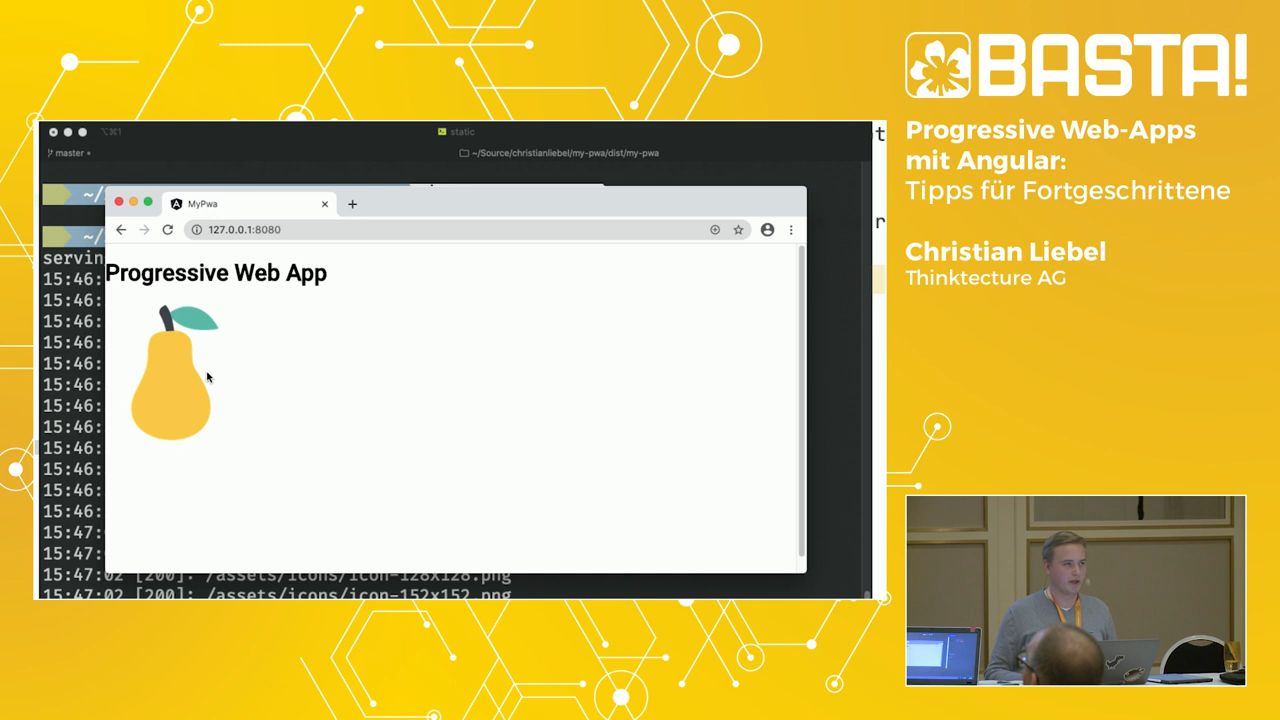 BASTA!
Progressive Web-Apps
mit Angular:
Tipps für Fortgeschrittene
Christian Liebel
Thinktecture AG
⌥⌘1
static
master
~/Source/christianliebel/my-pwa/dist/my-pwa
~/
MyPwa
127.0.0.1:8080
Progressive Web App
~/
servin
15:46:
15:46:
15:46:
15:46:
15:46:
15:46:
15:46:
15:46:
15:46:
15:46:
15:46:
15:46:
15:47:
15:47:
15:47:02 [200]: /assets/icons/icon-128x128.png
15:47:02 [200]: /assets/icons/icon-152x152.png